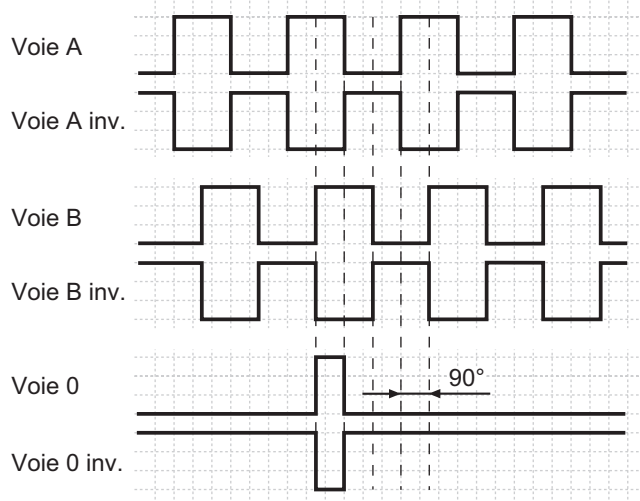 Voie A
Voie A inv.
Voie B
Voie B inv.
Voie 0
90°
Voie 0 inv.